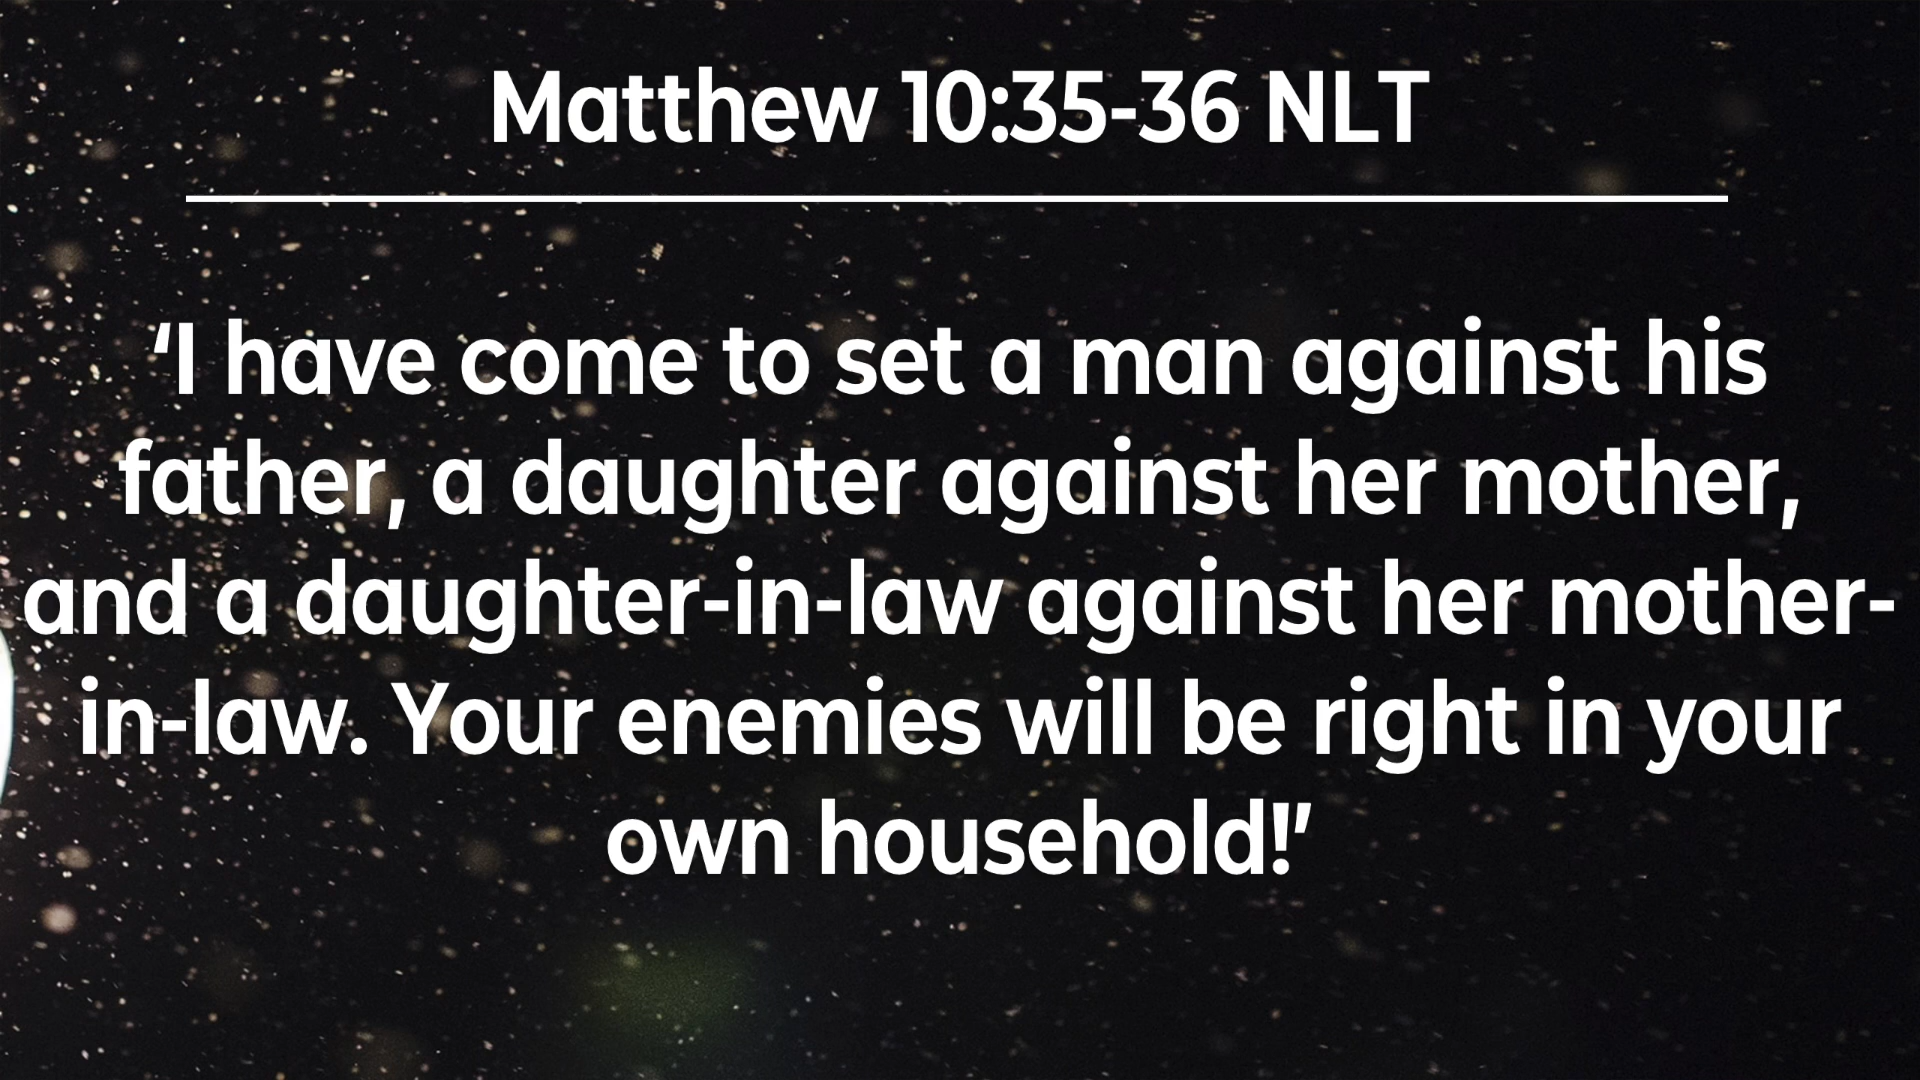 Matthew 10:35-36 NLT
‘I have come to set a man against his
father, a daughter against her mother,
and a daughter-in-law against her mother-
in-law. Your enemies will be right in your
own household!’